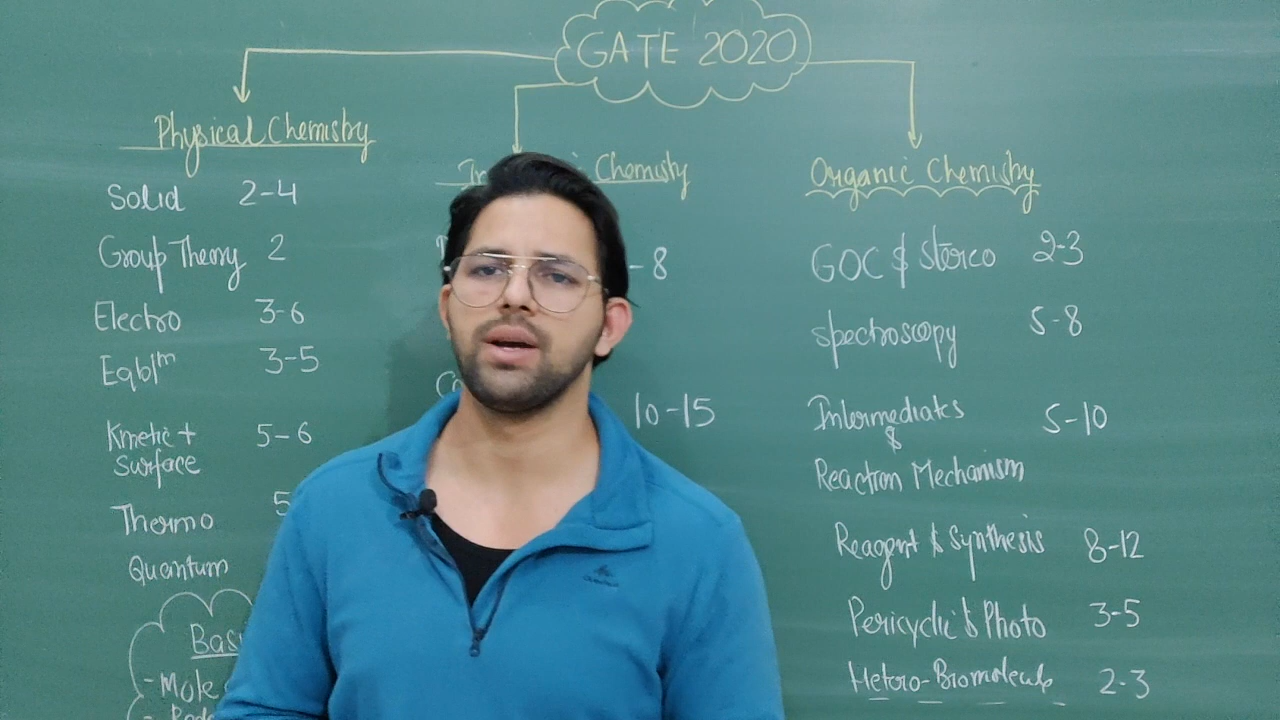 GATE 2020
Physical Chemistry
Solid 2-4
Group Theory 2
Electro 3-6
Eqblᵐ 3-5
Kinetic +
Surface 5-6
Thermo 5
Quantum
Chemistry
-8
10-15
Organic Chemistry
GOC & Stereo 2-3
Spectroscopy 5-8
Intermediates 5-10
&
Reaction Mechanism
Reagent & Synthesis 8-12
Pericyclic & Photo 3-5
Hetero-Biomolecule 2-3
- Mole